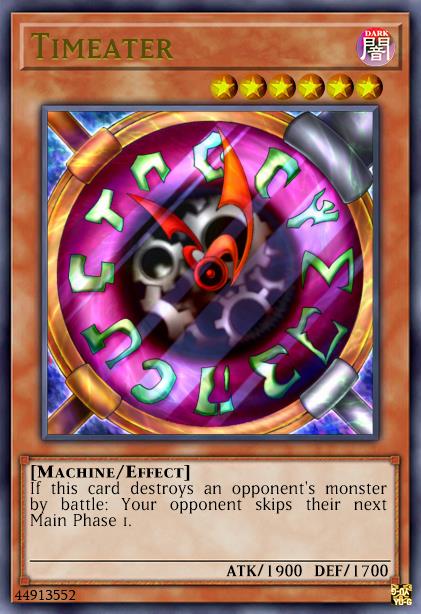 TIMEATER
DARK
闇
[MACHINE/EFFECT]
If this card destroys an opponent's monster
by battle: Your opponent skips their next
Main Phase 1.
ATK/1900 DEF/1700
44913552